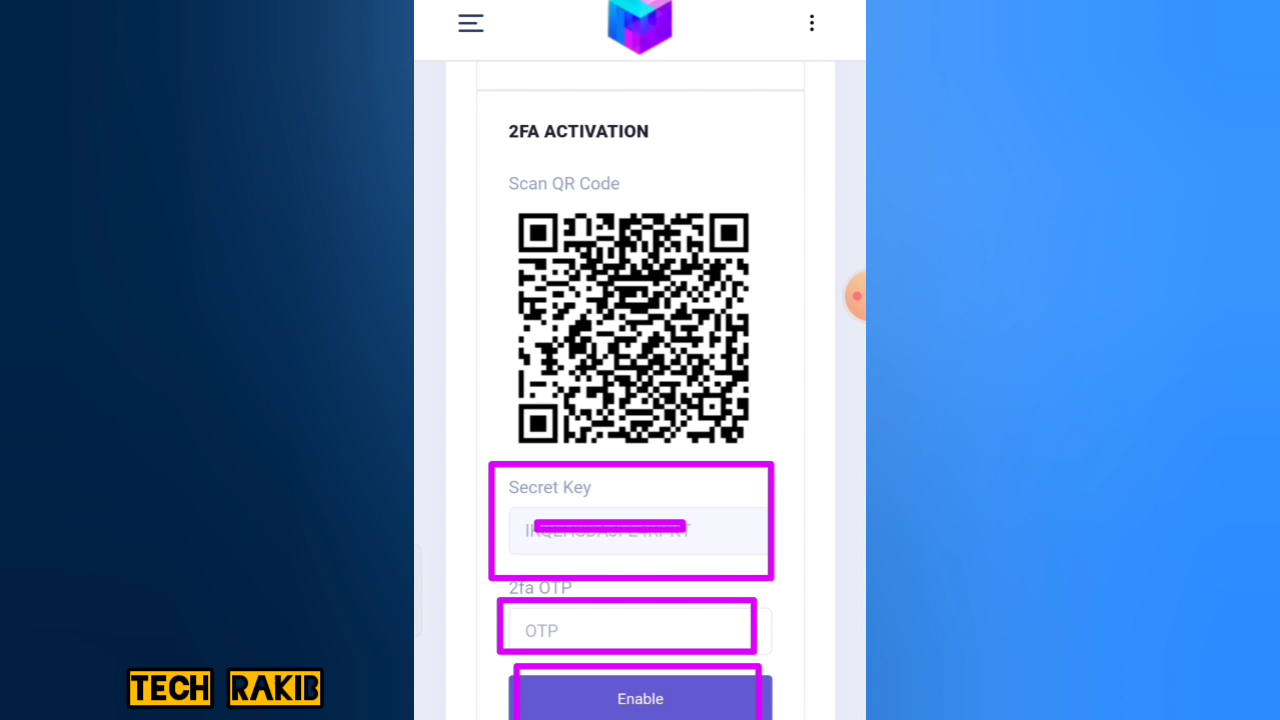 2FA ACTIVATION
Scan QR Code
Secret Key
2fa OTP
OTP
Enable
TECH RAKIB